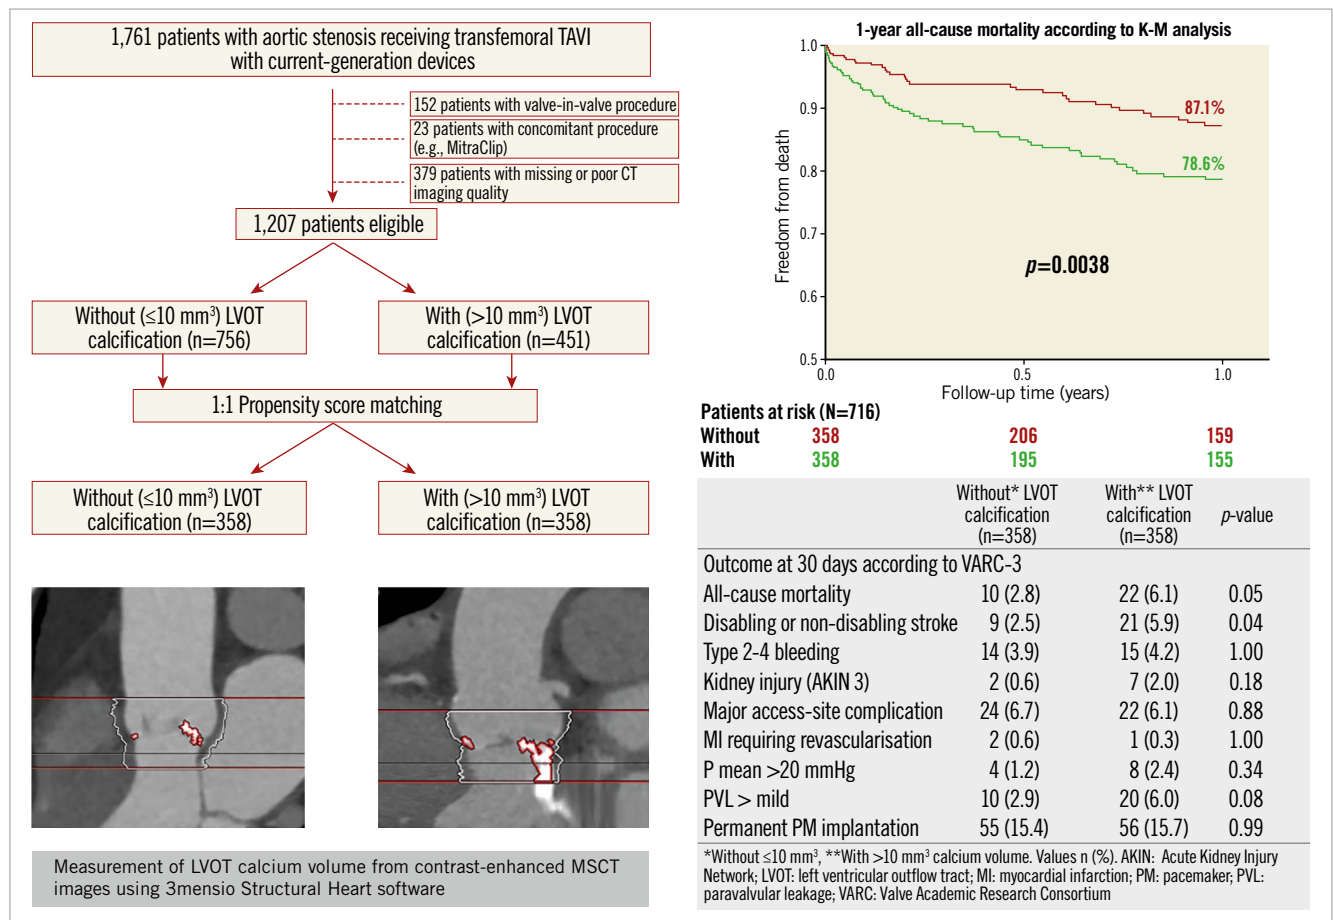 1,761 patients with aortic stenosis receiving transfemoral TAVI
with current-generation devices
152 patients with valve-in-valve procedure
23 patients with concomitant procedure
(e.g., MitraClip)
379 patients with missing or poor CT
imaging quality
1,207 patients eligible
Without (≤10 mm³) LVOT
calcification (n=756)
With (>10 mm³) LVOT
calcification (n=451)
1:1 Propensity score matching
Without (≤10 mm³) LVOT
calcification (n=358)
With (>10 mm³) LVOT
calcification (n=358)
Measurement of LVOT calcium volume from contrast-enhanced MSCT
images using 3mensio Structural Heart software
1-year all-cause mortality according to K-M analysis
Freedom from death
1.0
0.9
0.8
0.7
0.6
0.5
87.1%
78.6%
p=0.0038
0.0 0.5 1.0
Follow-up time (years)
Patients at risk (N=716)
Without 358 206 159
With 358 195 155
Without* LVOT calcification (n=358) With** LVOT calcification (n=358) p-value
Outcome at 30 days according to VARC-3
All-cause mortality 10 (2.8) 22 (6.1) 0.05
Disabling or non-disabling stroke 9 (2.5) 21 (5.9) 0.04
Type 2-4 bleeding 14 (3.9) 15 (4.2) 1.00
Kidney injury (AKIN 3) 2 (0.6) 7 (2.0) 0.18
Major access-site complication 24 (6.7) 22 (6.1) 0.88
MI requiring revascularisation 2 (0.6) 1 (0.3) 1.00
P mean >20 mmHg 4 (1.2) 8 (2.4) 0.34
PVL > mild 10 (2.9) 20 (6.0) 0.08
Permanent PM implantation 55 (15.4) 56 (15.7) 0.99
*Without ≤10 mm³, **With >10 mm³ calcium volume. Values n (%). AKIN: Acute Kidney Injury
Network; LVOT: left ventricular outflow tract; MI: myocardial infarction; PM: pacemaker; PVL:
paravalvular leakage; VARC: Valve Academic Research Consortium